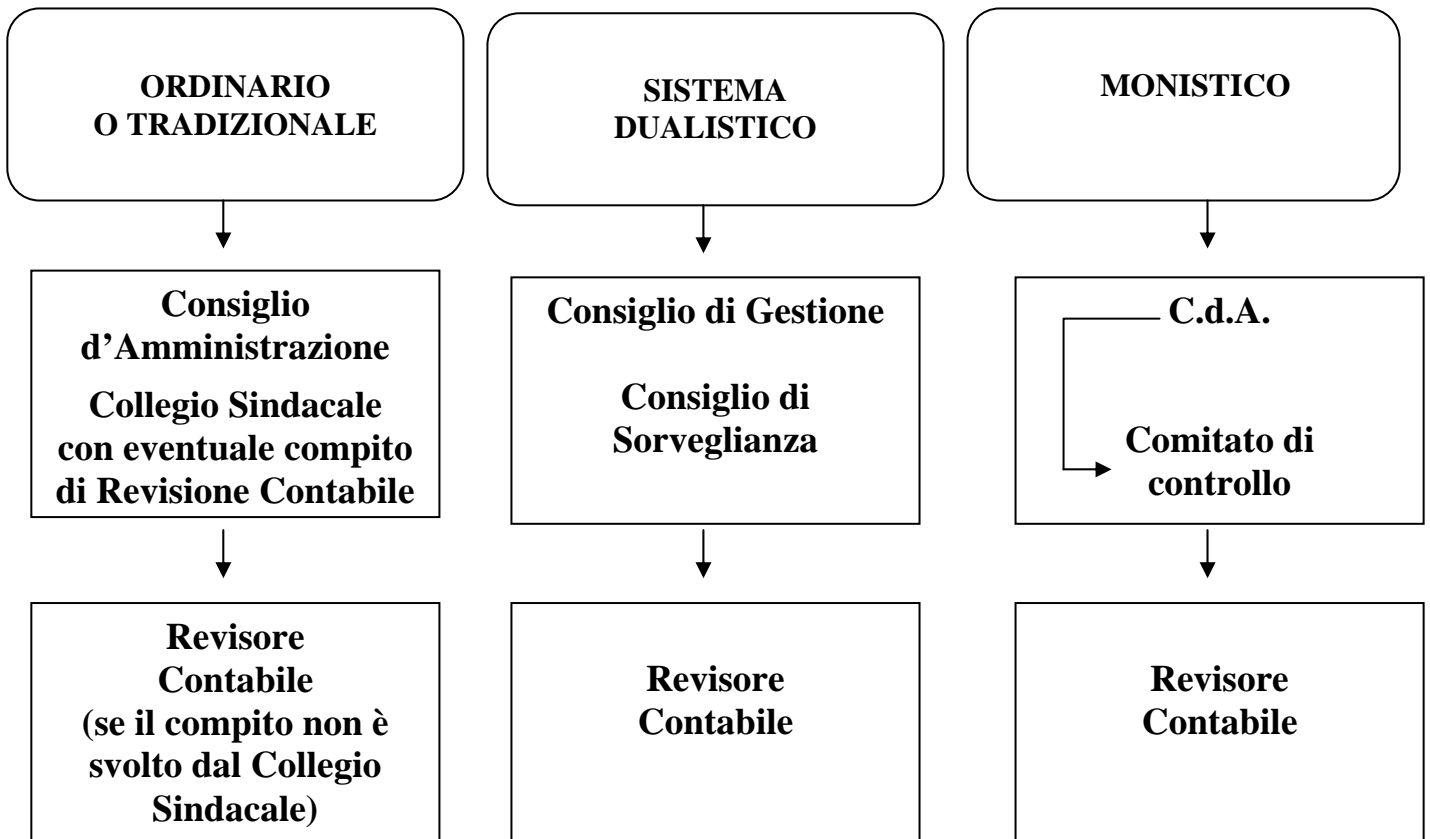 ORDINARIO
O TRADIZIONALE
SISTEMA
DUALISTICO
MONISTICO
Consiglio
d’Amministrazione
Collegio Sindacale
con eventuale compito
di Revisione Contabile
Consiglio di Gestione
Consiglio di
Sorveglianza
C.d.A.
Comitato di
controllo
Revisore
Contabile
(se il compito non è
svolto dal Collegio
Sindacale)
Revisore
Contabile
Revisore
Contabile